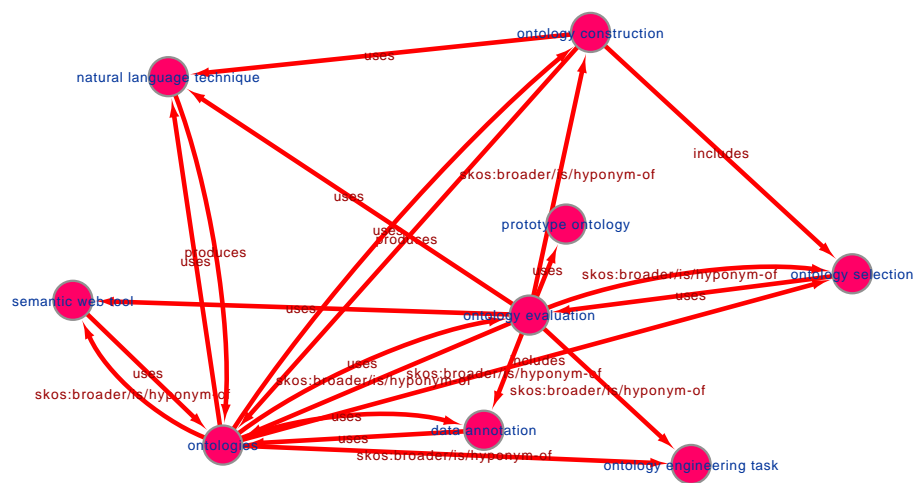 ontology construction
uses
natural language technique
includes
skos:broader/is/hyponym-of
uses
prototype ontology
uses
produces
produces
uses
uses
skos:broader/is/hyponym-of
ontology selection
semantic web tool
uses
uses
ontology evaluation
includes
uses
uses
skos:broader/is/hyponym-of
skos:broader/is/hyponym-of
skos:broader/is/hyponym-of
skos:broader/is/hyponym-of
uses
data annotation
uses
ontologies
skos:broader/is/hyponym-of
ontology engineering task